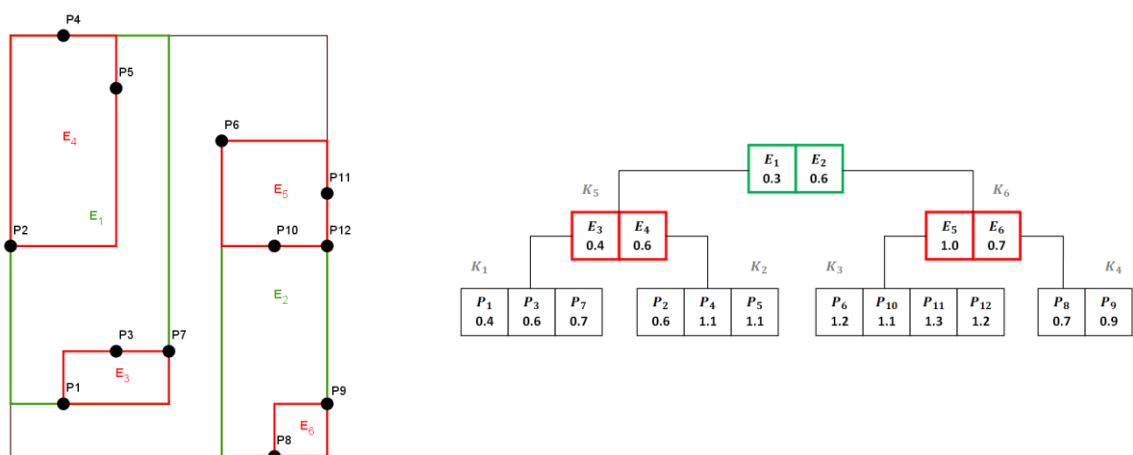 P4
P5
E4
P6
P11
E5
E1
P2
P10
P12
E2
P3
P7
E3
P1
P9
E6
P8
E1 E2
0.3 0.6
K5 K6
E3 E4 E5 E6
0.4 0.6 1.0 0.7
K1 K2 K3 K4
P1 P3 P7 P2 P4 P5 P6 P10 P11 P12 P8 P9
0.4 0.6 0.7 0.6 1.1 1.1 1.2 1.1 1.3 1.2 0.7 0.9